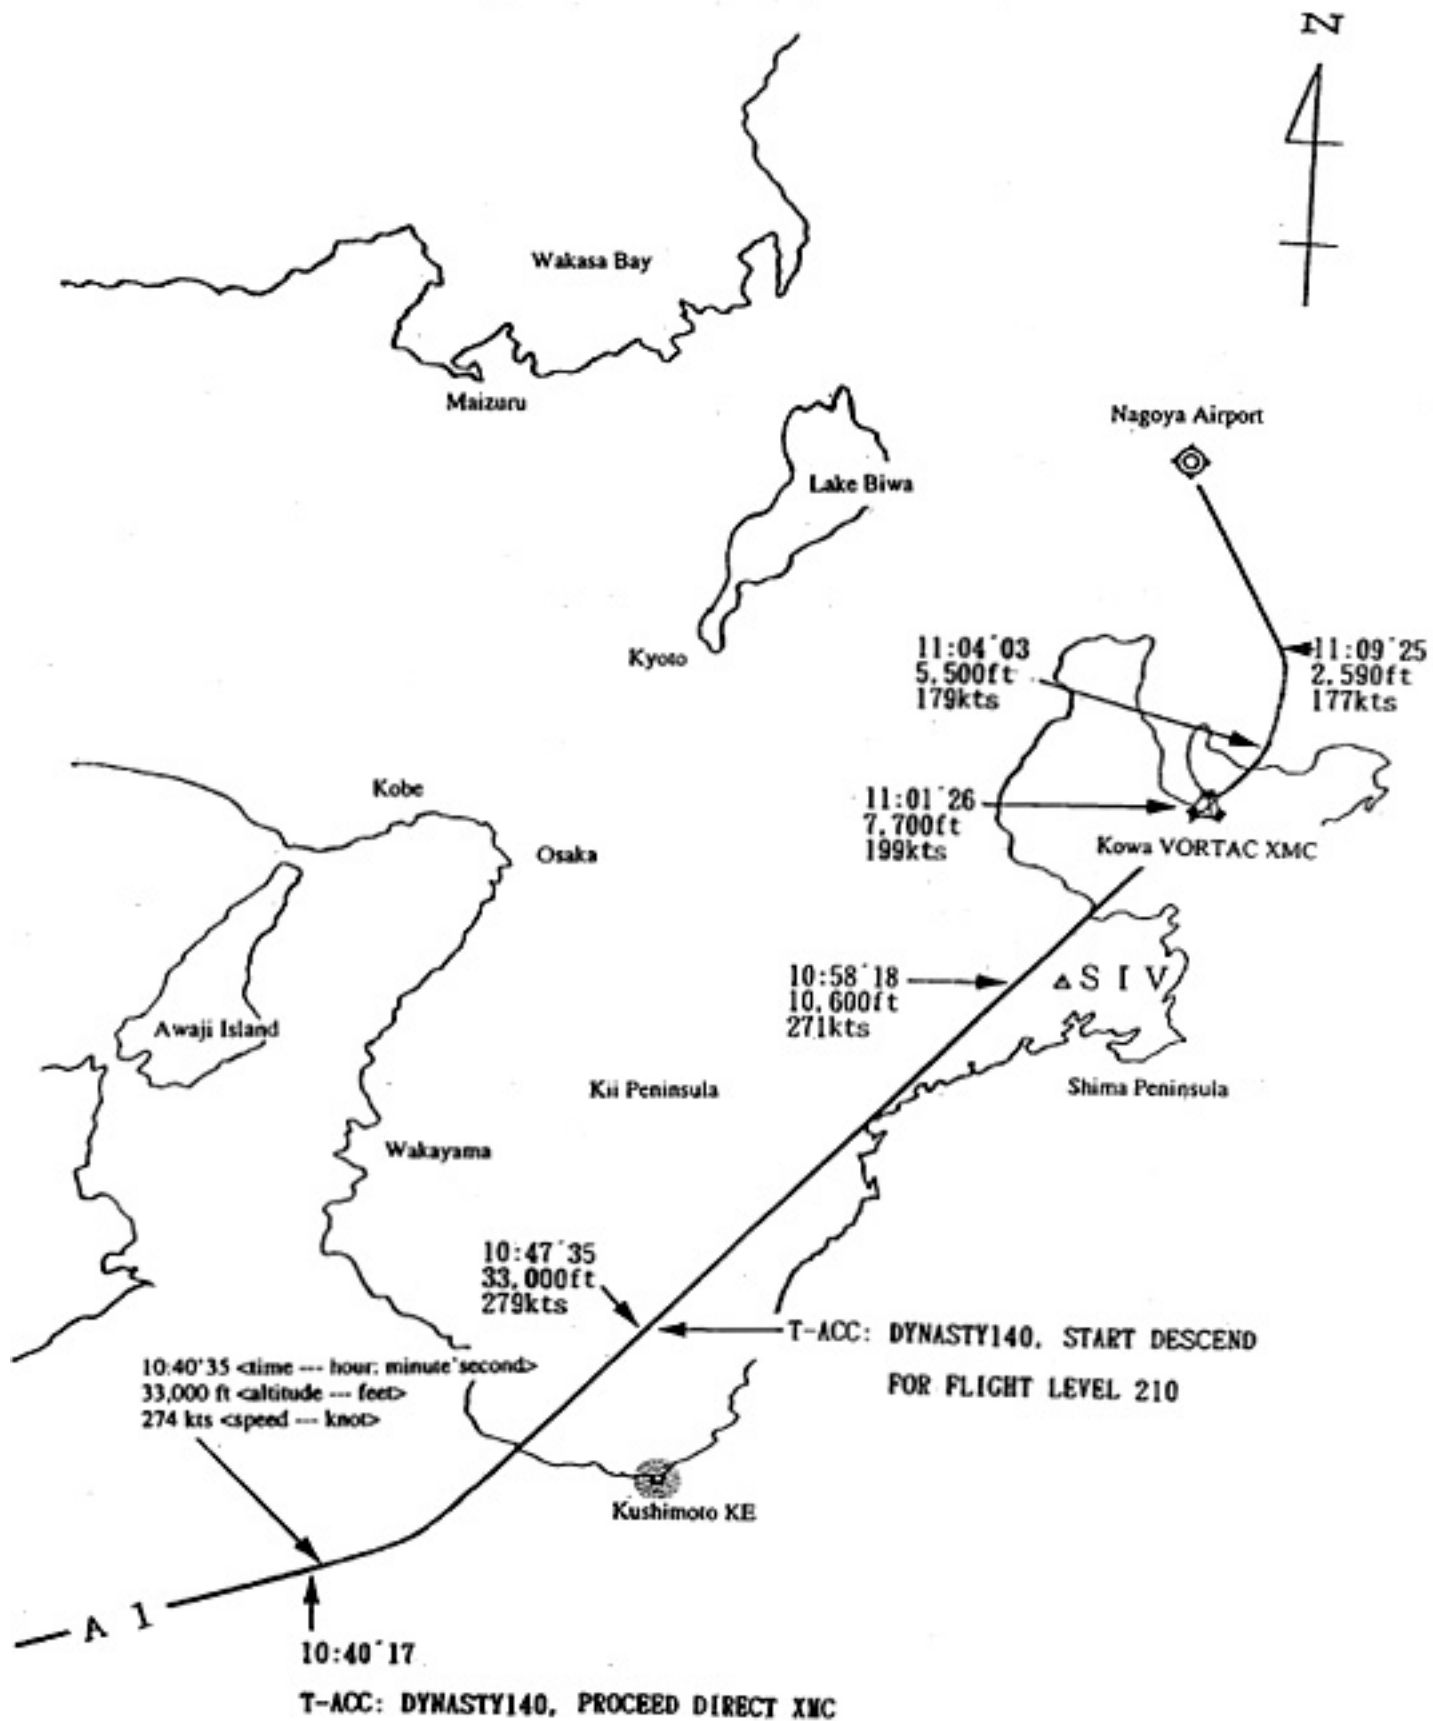 N
Wakasa Bay
Maizuru
Nagoya Airport
Lake Biwa
Kyoto
11:04´03
5,500ft
179kts
11:09´25
2,590ft
177kts
Kobe
Osaka
11:01´26
7,700ft
199kts
Kowa VORTAC XMC
10:58´18
10,600ft
271kts
SIV
Awaji Island
Kii Peninsula
Shima Peninsula
Wakayama
10:47´35
33,000ft
279kts
T-ACC: DYNASTY140, START DESCEND
FOR FLIGHT LEVEL 210
10:40'35 <time --- hour: minute'second>
33,000 ft <altitude --- feet>
274 kts <speed --- knot>
Kushimoto KE
A 1
10:40´17
T-ACC: DYNASTY140, PROCEED DIRECT XMC